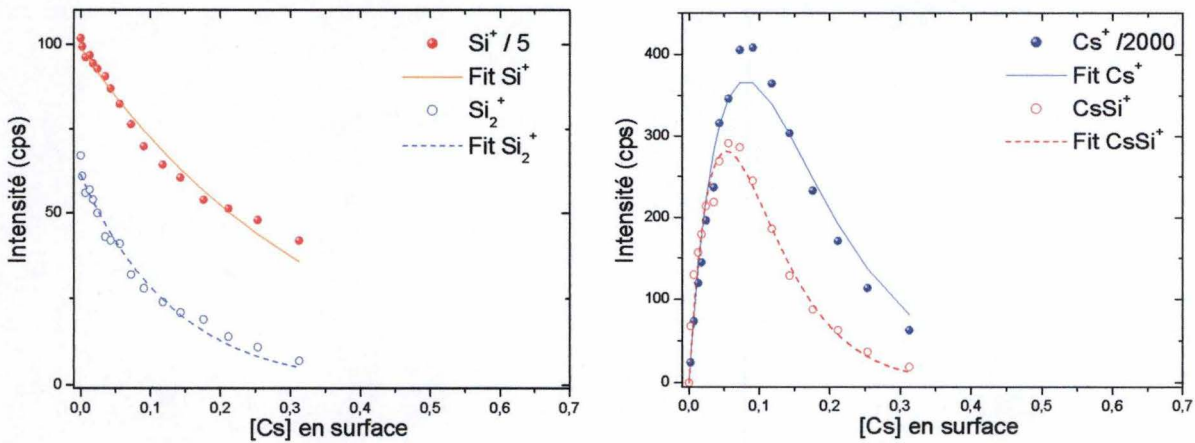 Intensité (cps)
100
50
0
Si⁺ / 5
Fit Si⁺
Si₂⁺
Fit Si₂⁺
0,0 0,1 0,2 0,3 0,4 0,5 0,6 0,7
[Cs] en surface
Intensité (cps)
400
300
200
100
0
Cs⁺ /2000
Fit Cs⁺
CsSi⁺
Fit CsSi⁺
0,0 0,1 0,2 0,3 0,4 0,5 0,6 0,7
[Cs] en surface